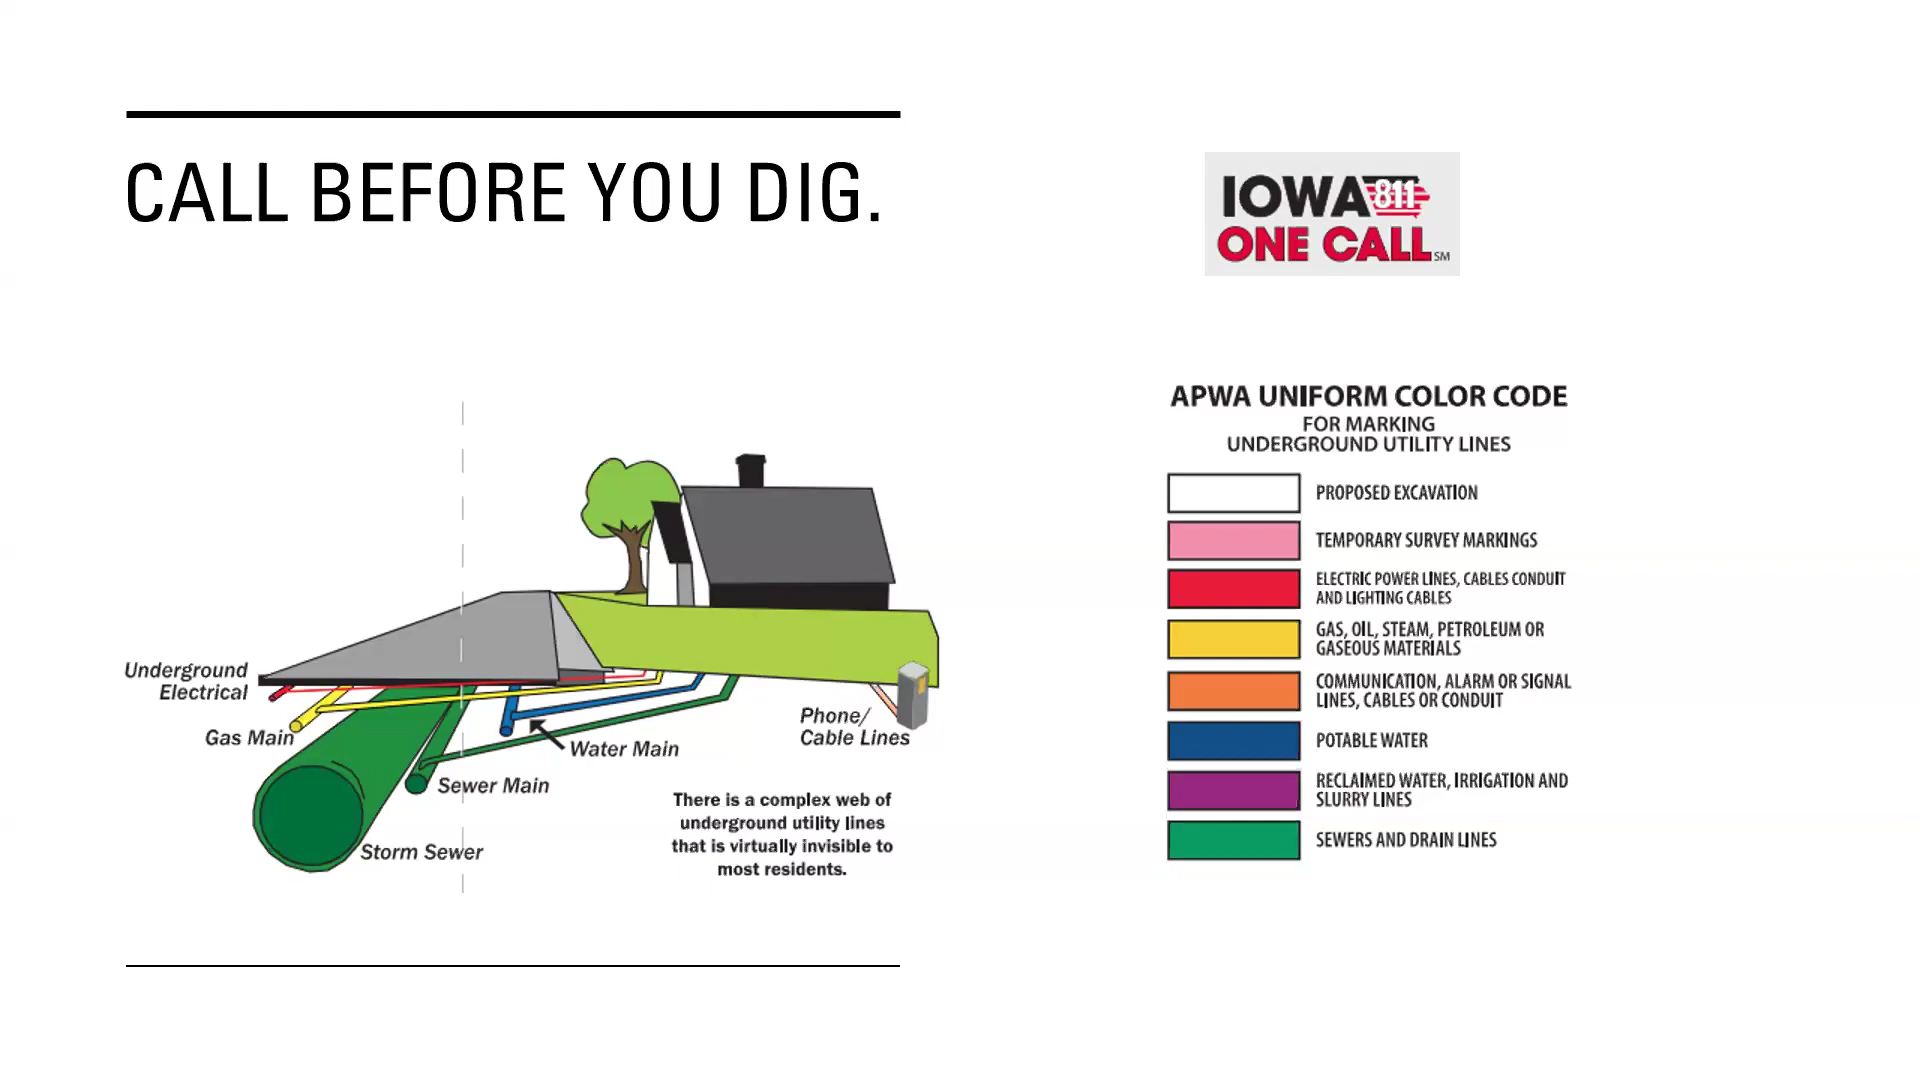 CALL BEFORE YOU DIG.
IOWA 811
ONE CALL SM
Underground
Electrical
Gas Main
Storm Sewer
Sewer Main
Water Main
Phone/
Cable Lines
There is a complex web of
underground utility lines
that is virtually invisible to
most residents.
APWA UNIFORM COLOR CODE
FOR MARKING
UNDERGROUND UTILITY LINES
PROPOSED EXCAVATION
TEMPORARY SURVEY MARKINGS
ELECTRIC POWER LINES, CABLES CONDUIT
AND LIGHTING CABLES
GAS, OIL, STEAM, PETROLEUM OR
GASEOUS MATERIALS
COMMUNICATION, ALARM OR SIGNAL
LINES, CABLES OR CONDUIT
POTABLE WATER
RECLAIMED WATER, IRRIGATION AND
SLURRY LINES
SEWERS AND DRAIN LINES